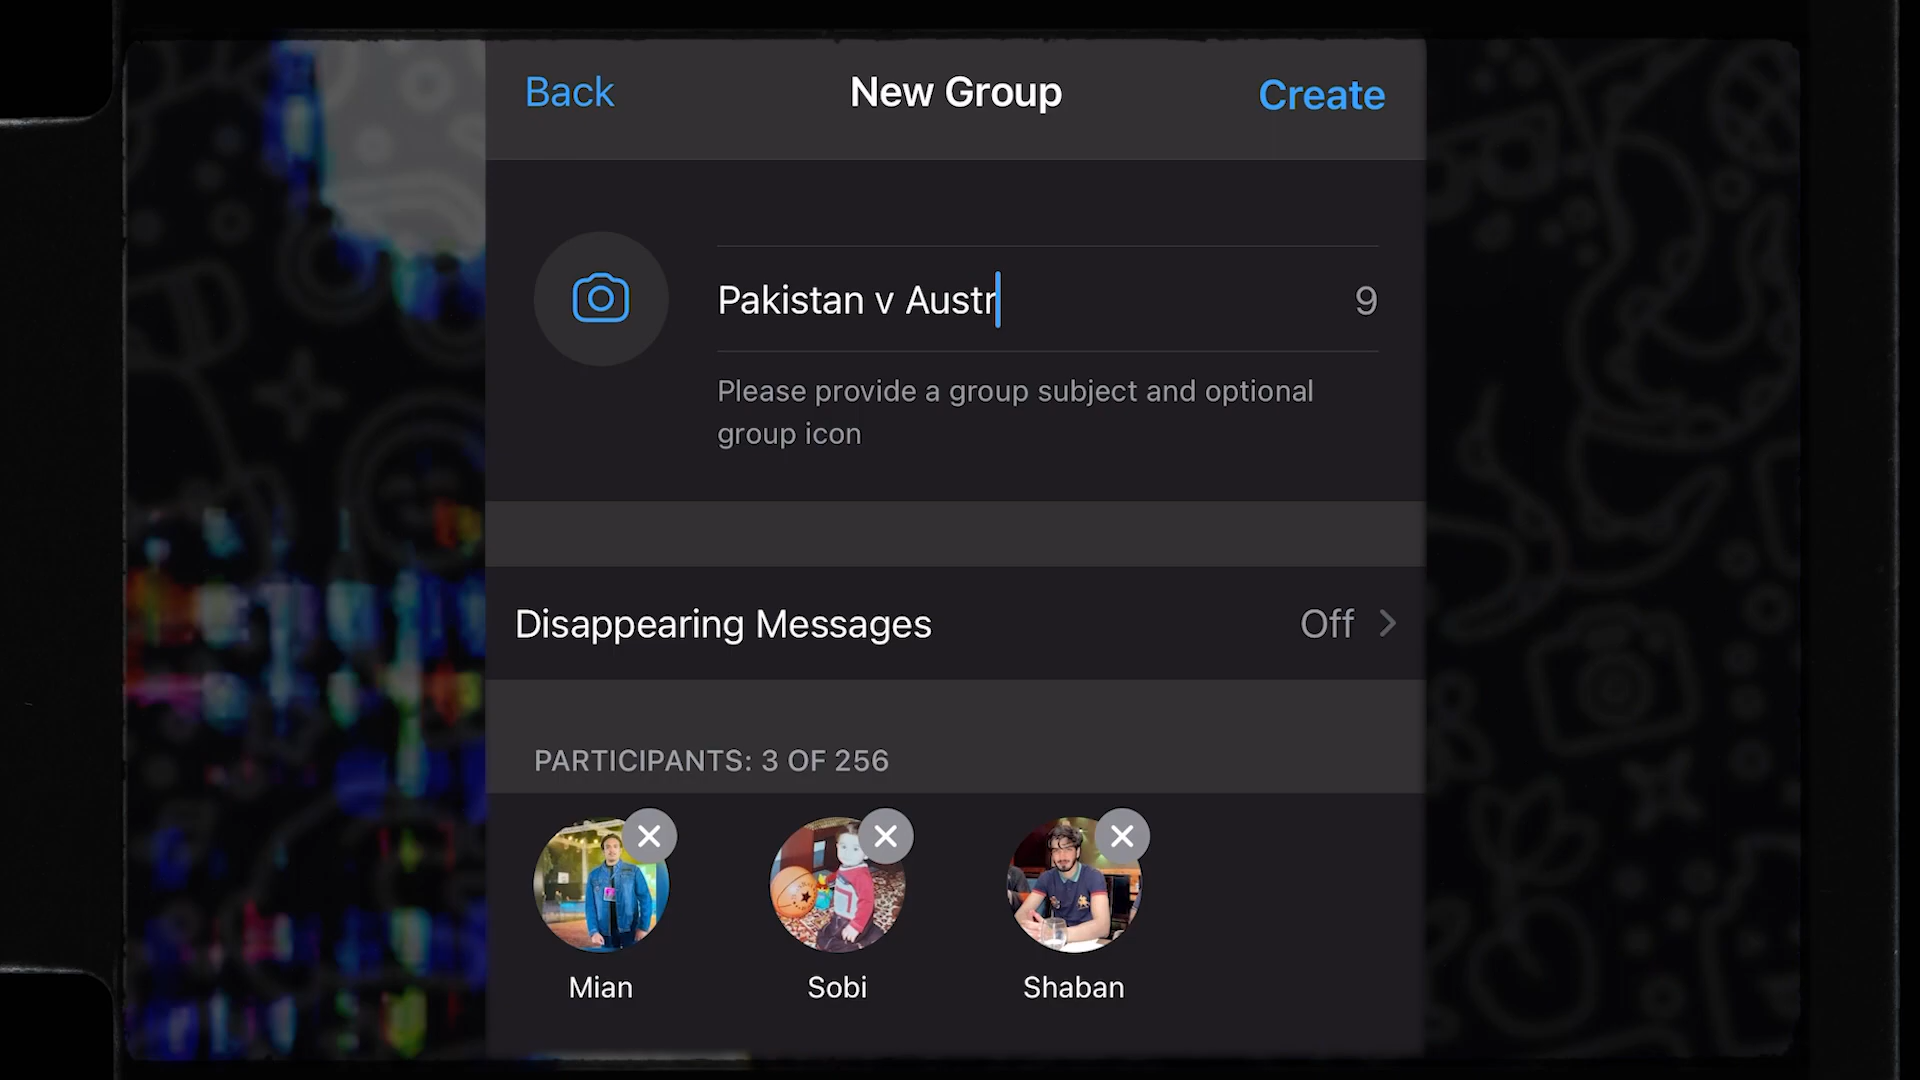 Back
New Group
Create
Pakistan v Austr
9
Please provide a group subject and optional
group icon
Disappearing Messages
Off
PARTICIPANTS: 3 OF 256
Mian
Sobi
Shaban